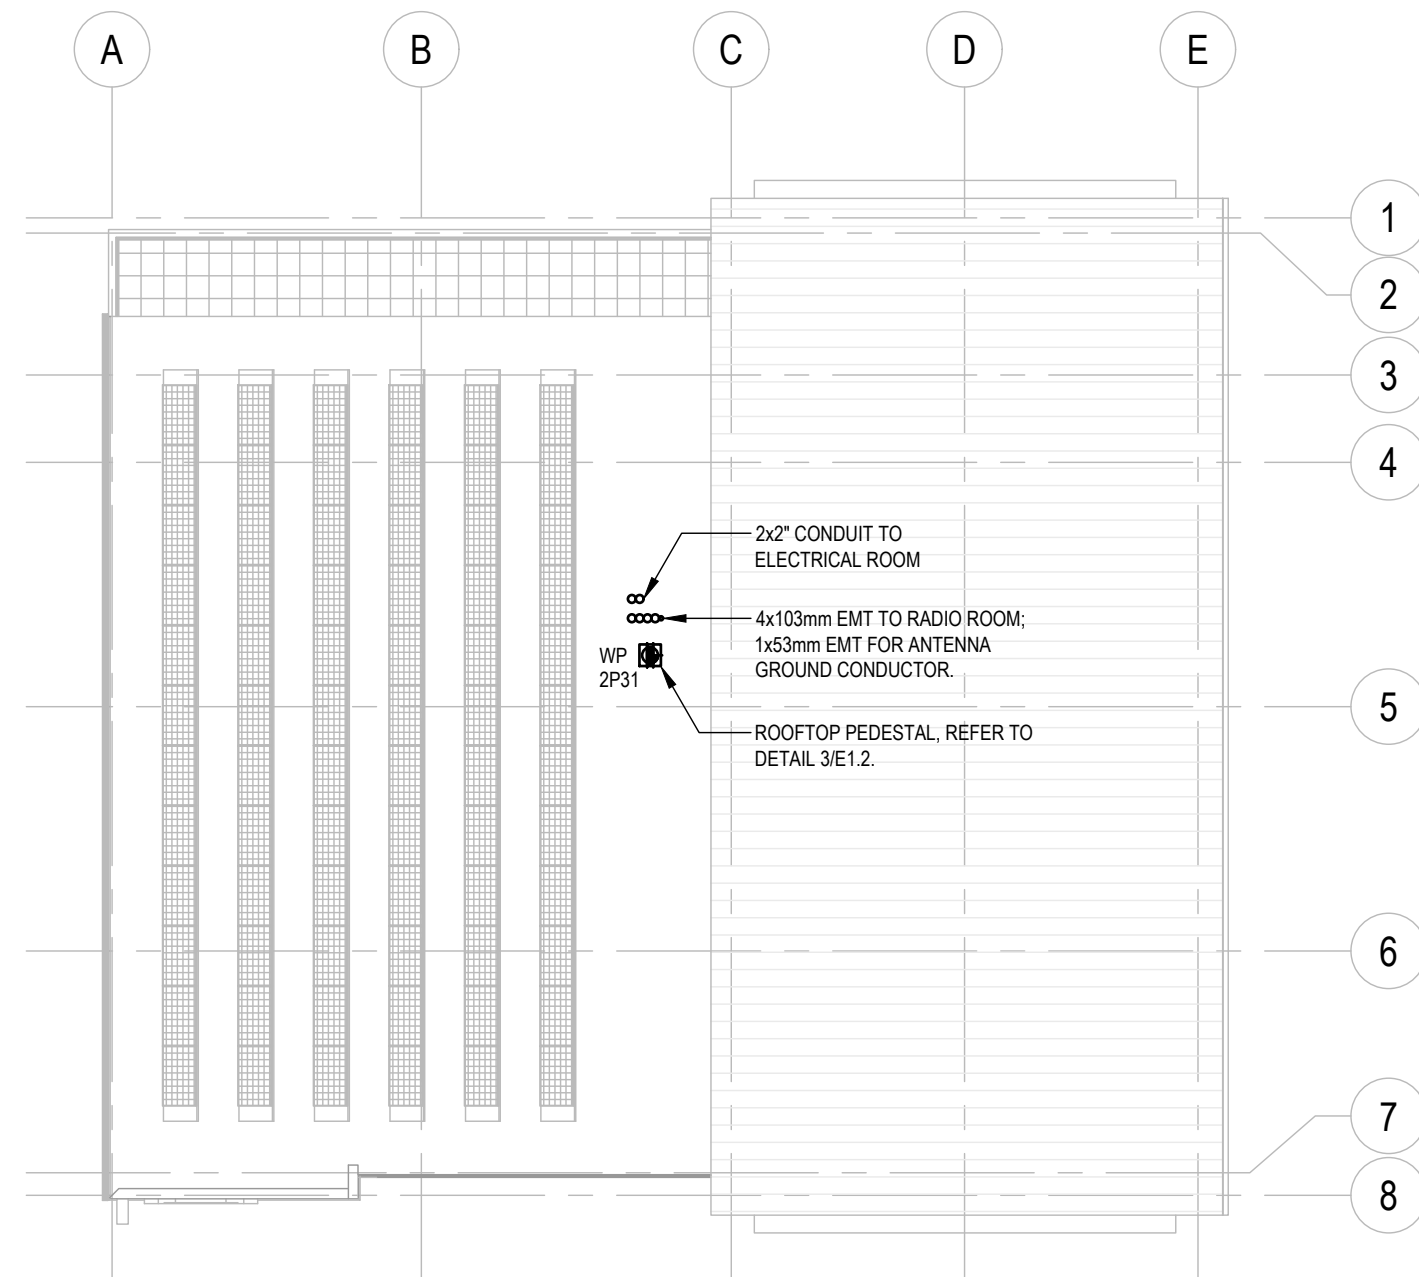 A
B
C
D
E
1
2
3
4
5
6
7
8
2x2" CONDUIT TO
ELECTRICAL ROOM
4x103mm EMT TO RADIO ROOM;
1x53mm EMT FOR ANTENNA
GROUND CONDUCTOR.
WP
2P31
ROOFTOP PEDESTAL, REFER TO
DETAIL 3/E1.2.